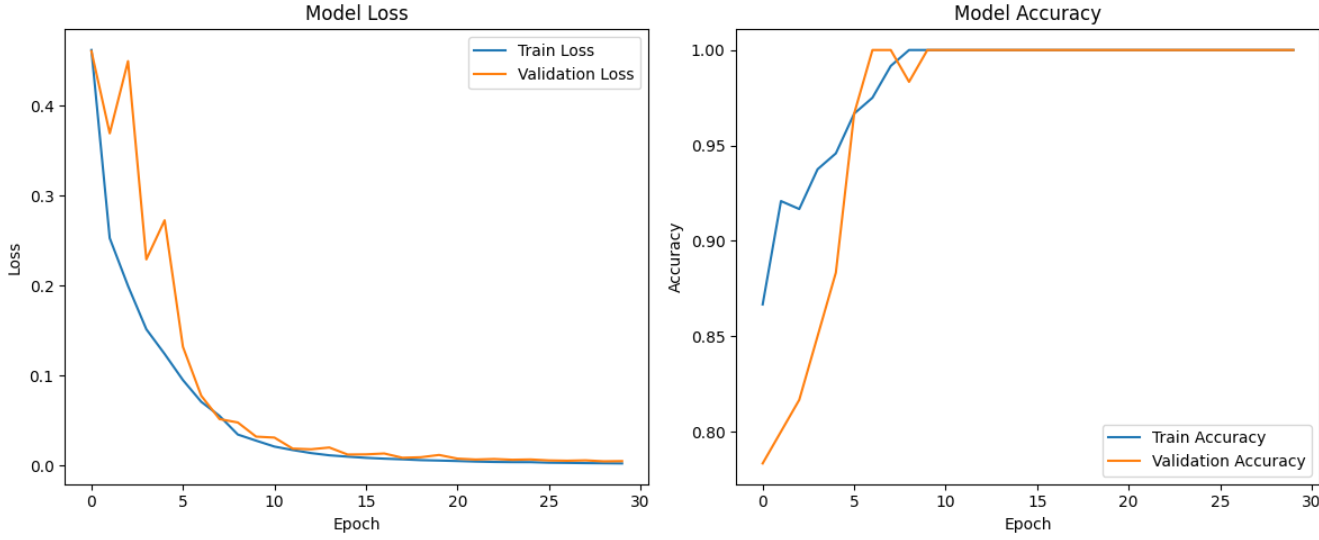 Model Loss
Train Loss
Validation Loss
0.4
0.3
0.2
0.1
0.0
Loss
0 5 10 15 20 25 30
Epoch
Model Accuracy
1.00
0.95
0.90
0.85
0.80
Accuracy
Train Accuracy
Validation Accuracy
0 5 10 15 20 25 30
Epoch